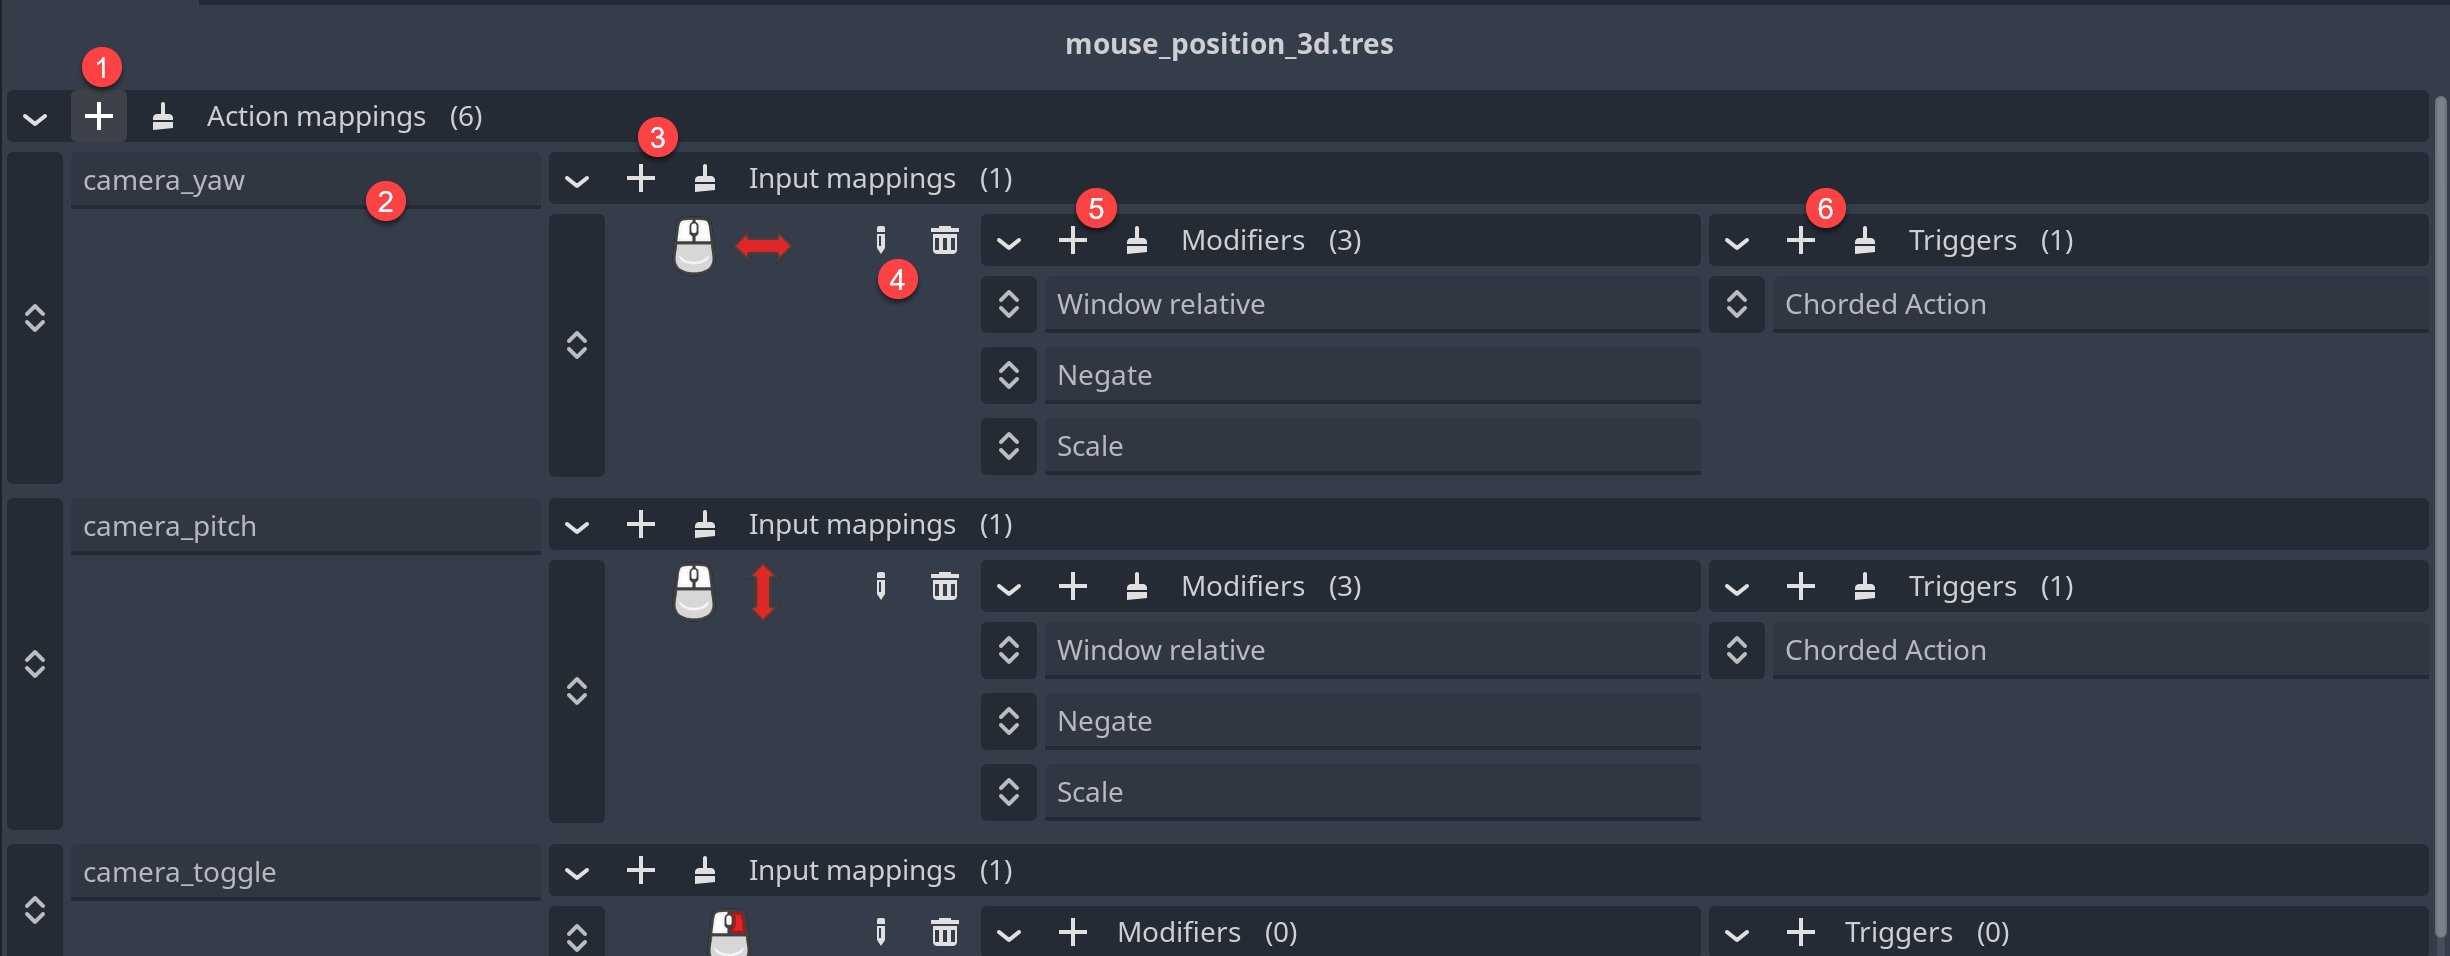 mouse_position_3d.tres
1
Action mappings (6)
3
camera_yaw
2
Input mappings (1)
4
5
Modifiers (3)
6
Triggers (1)
Window relative
Chorded Action
Negate
Scale
camera_pitch
Input mappings (1)
Modifiers (3)
Triggers (1)
Window relative
Chorded Action
Negate
Scale
camera_toggle
Input mappings (1)
Modifiers (0)
Triggers (0)